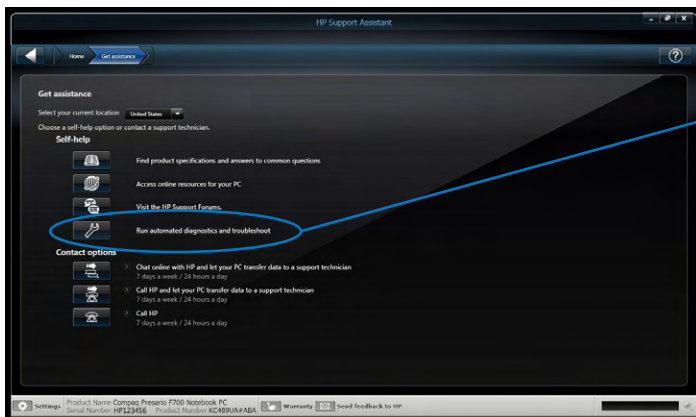 HP Support Assistant
Home Get assistance ?
Get assistance
Select your current location United States
Choose a self-help option or contact a support technician.
Self-help
Find product specifications and answers to common questions
Access online resources for your PC
Visit the HP Support Forums.
Run automated diagnostics and troubleshoot
Contact options
Chat online with HP and let your PC transfer data to a support technician
7 days a week / 24 hours a day
Call HP and let your PC transfer data to a support technician
7 days a week / 24 hours a day
Call HP
7 days a week / 24 hours a day
Settings Product Name Compaq Presario F700 Notebook PC Warranty Send feedback to HP
Serial Number HP123456 Product Number KC489UA#ABA